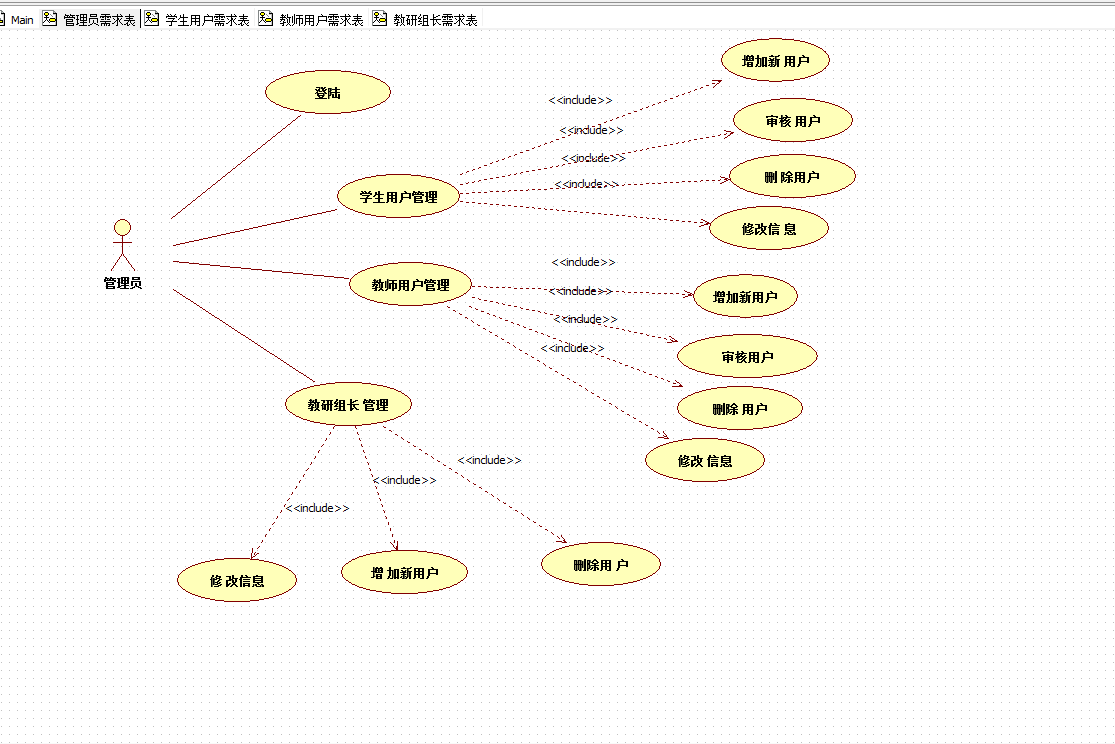 Main 管理员需求表 学生用户需求表 教师用户需求表 教研组长需求表
增加新 用户
登陆
<<include>>
审核 用户
<<include>>
<<include>>
删 除用户
<<include>>
学生用户管理
修改信 息
管理员
<<include>>
教师用户管理
<<include>>
增加新用户
<<include>>
<<include>>
审核用户
教研组长 管理
删除 用户
<<include>>
修改 信息
<<include>>
<<include>>
修 改信息
增 加新用户
删除用 户